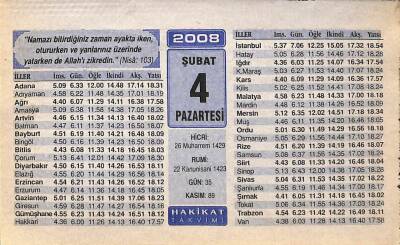 "Namazı bitirdiğiniz zaman ayakta iken,
otururken ve yanlarınız üzerinde
yatarken de Allah'ı zikredin." (Nisâ: 103)
İLLER İms. Gün. Öğle İkindi Akş. Yatsı
Adana 5.09 6.33 12.00 14.48 17.14 18.31
Adıyaman 4.58 6.22 11.48 14.35 17.01 18.18
Ağrı 4.40 6.07 11.29 14.11 16.38 17.58
Amasya 5.09 6.38 11.58 14.38 17.05 18.26
Artvin 4.46 6.15 11.34 14.13 16.40 18.02
Batman 4.47 6.11 11.37 14.23 16.50 18.07
Bayburt 4.51 6.19 11.40 14.21 16.48 18.09
Bingöl 4.50 6.16 11.39 14.23 16.50 18.10
Bitlis 4.43 6.08 11.33 14.18 16.45 18.03
Çorum 5.13 6.41 12.01 14.42 17.09 18.30
Diyarbakır 4.50 6.15 11.40 14.26 16.53 18.11
Elazığ 4.55 6.20 11.44 14.29 16.56 18.14
Erzincan 4.54 6.21 11.43 14.26 16.52 18.12
Erzurum 4.47 6.14 11.36 14.18 16.45 18.05
Gaziantep 5.01 6.25 11.51 14.39 17.06 18.23
Giresun 4.59 6.28 11.47 14.27 16.54 18.16
Gümüşhane 4.55 6.23 11.43 14.24 16.51 18.12
Hakkari 4.36 6.00 11.26 14.13 16.40 17.57
2008
ŞUBAT
4
PAZARTESİ
HİCRİ:
26 Muharrem 1429
RUMİ:
22 Kanunisani 1423
GÜN: 35
KASIM: 89
HAKİKAT
TAKVİMİ
İLLER İms. Gün. Öğle İkindi Akş. Yatsı
İstanbul 5.37 7.06 12.25 15.05 17.32 18.54
Hatay 5.05 6.28 11.56 14.46 17.12 18.28
Iğdır 4.36 6.03 11.25 14.07 16.34 17.54
K.Maraş 5.03 6.27 11.53 14.40 17.07
Kars 4.40 6.09 11.29 14.09 16.36 17.57
Kilis 5.02 6.25 11.52 14.41 17.08
Malatya 4.58 6.23 11.48 14.33 17.00 18.18
Mardin 4.48 6.12 11.38 14.26 16.52
Mersin 5.12 6.35 12.02 14.51 17.18 18.34
Muş 4.46 6.11 11.35 14.20 16.46 18.05
Ordu 5.01 6.30 11.49 14.29 16.56 18.18
Osmaniye 5.05 6.29 11.56 14.44 17.10
Rize 4.51 6.20 11.39 14.19 16.46 18.07
Samsun 5.08 6.37 11.56 14.35 17.02
Siirt 4.43 6.08 11.33 14.20 16.46 18.04
Sinop 5.13 6.43 12.00 14.38 17.05 18.28
Sivas 5.04 6.31 11.53 14.35 17.02 18.22
Şanlıurfa 4.55 6.19 11.46 14.34 17.00
Şırnak 4.41 6.05 11.31 14.18 16.45 18.02
Tokat 5.06 6.34 11.55 14.36 17.03
Trabzon 4.54 6.23 11.42 14.22 16.49 18.11
Van 4.38 6.03 11.28 14.13 16.40 17.58